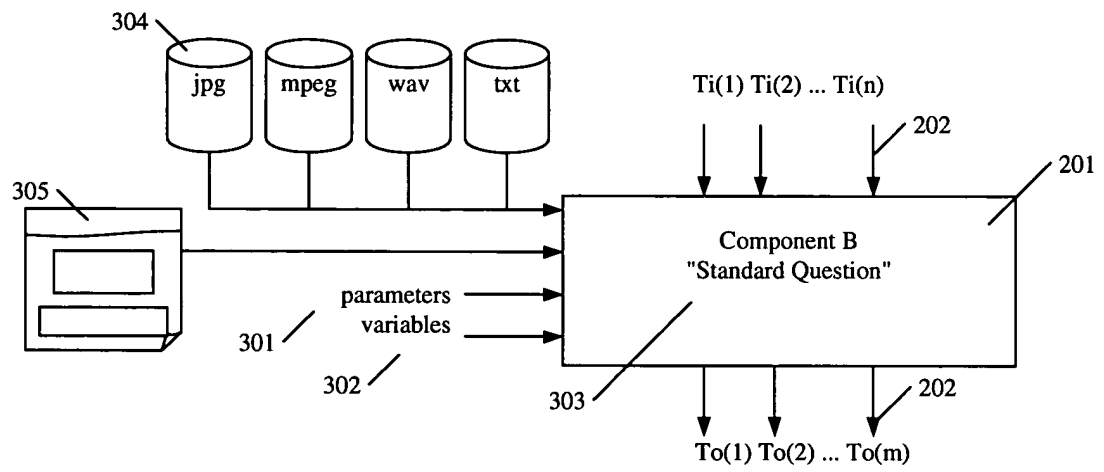 304
jpg mpeg wav txt
Ti(1) Ti(2) ... Ti(n)
202
305
201
Component B
"Standard Question"
parameters
301
variables
302
303
202
To(1) To(2) ... To(m)